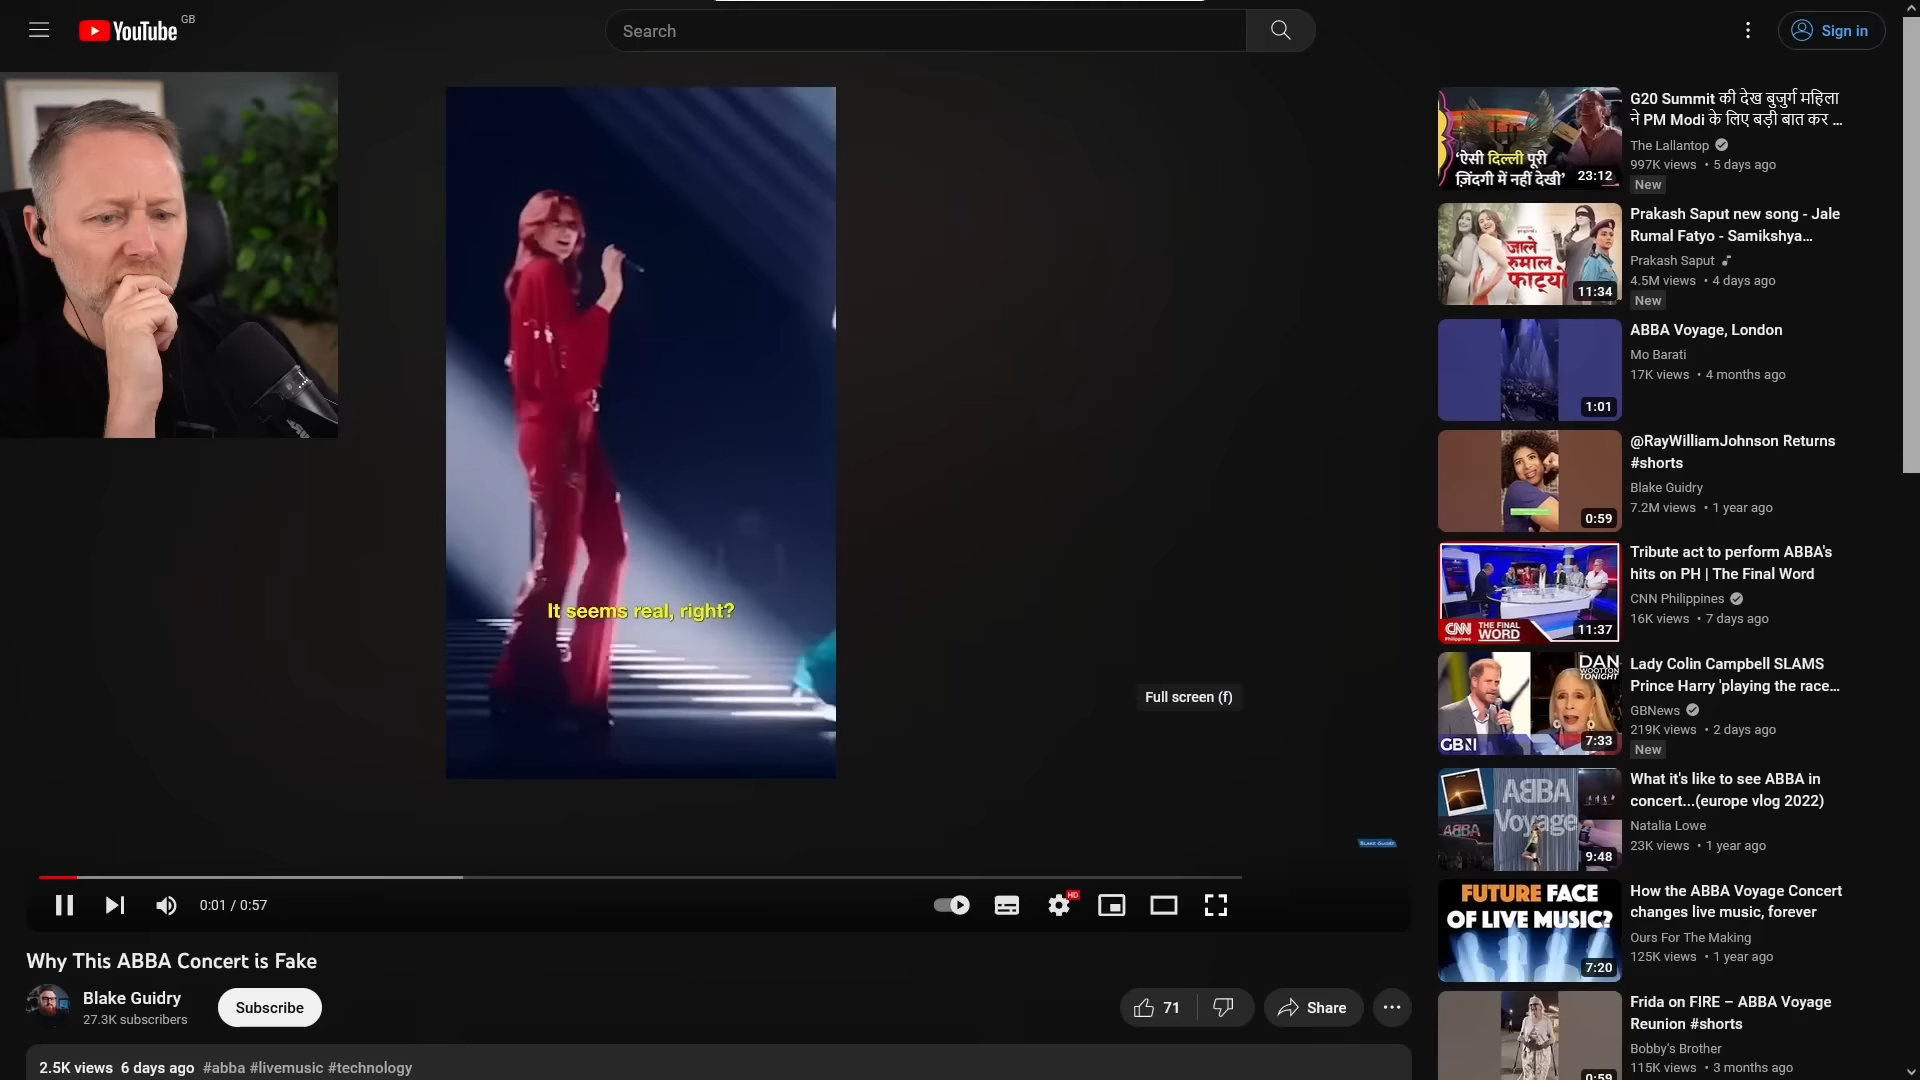 YouTube GB
Search
Sign in
It seems real, right?
Full screen (f)
0:01 / 0:57
HD
Why This ABBA Concert is Fake
Blake Guidry
27.3K subscribers
Subscribe
71
Share
2.5K views 6 days ago #abba #livemusic #technology
'ऐसी दिल्ली पूरी
ज़िंदगी में नहीं देखी'
23:12
G20 Summit की देख बुजुर्ग महिला
ने PM Modi के लिए बड़ी बात कर ...
The Lallantop
997K views • 5 days ago
New
जाले
रुमाल
फाट्यो
11:34
Prakash Saput new song - Jale
Rumal Fatyo - Samikshya...
Prakash Saput
4.5M views • 4 days ago
New
1:01
ABBA Voyage, London
Mo Barati
17K views • 4 months ago
0:59
@RayWilliamJohnson Returns
#shorts
Blake Guidry
7.2M views • 1 year ago
CNN
Philippines
THE FINAL
WORD
11:37
Tribute act to perform ABBA's
hits on PH | The Final Word
CNN Philippines
16K views • 7 days ago
DAN
WOOTTON
TONIGHT
GBN
7:33
Lady Colin Campbell SLAMS
Prince Harry 'playing the race...
GBNews
219K views • 2 days ago
New
ABBA
Voyage
ABBA
9:48
What it's like to see ABBA in
concert...(europe vlog 2022)
Natalia Lowe
23K views • 1 year ago
FUTURE FACE
OF LIVE MUSIC?
7:20
How the ABBA Voyage Concert
changes live music, forever
Ours For The Making
125K views • 1 year ago
0:59
Frida on FIRE – ABBA Voyage
Reunion #shorts
Bobby's Brother
115K views • 3 months ago